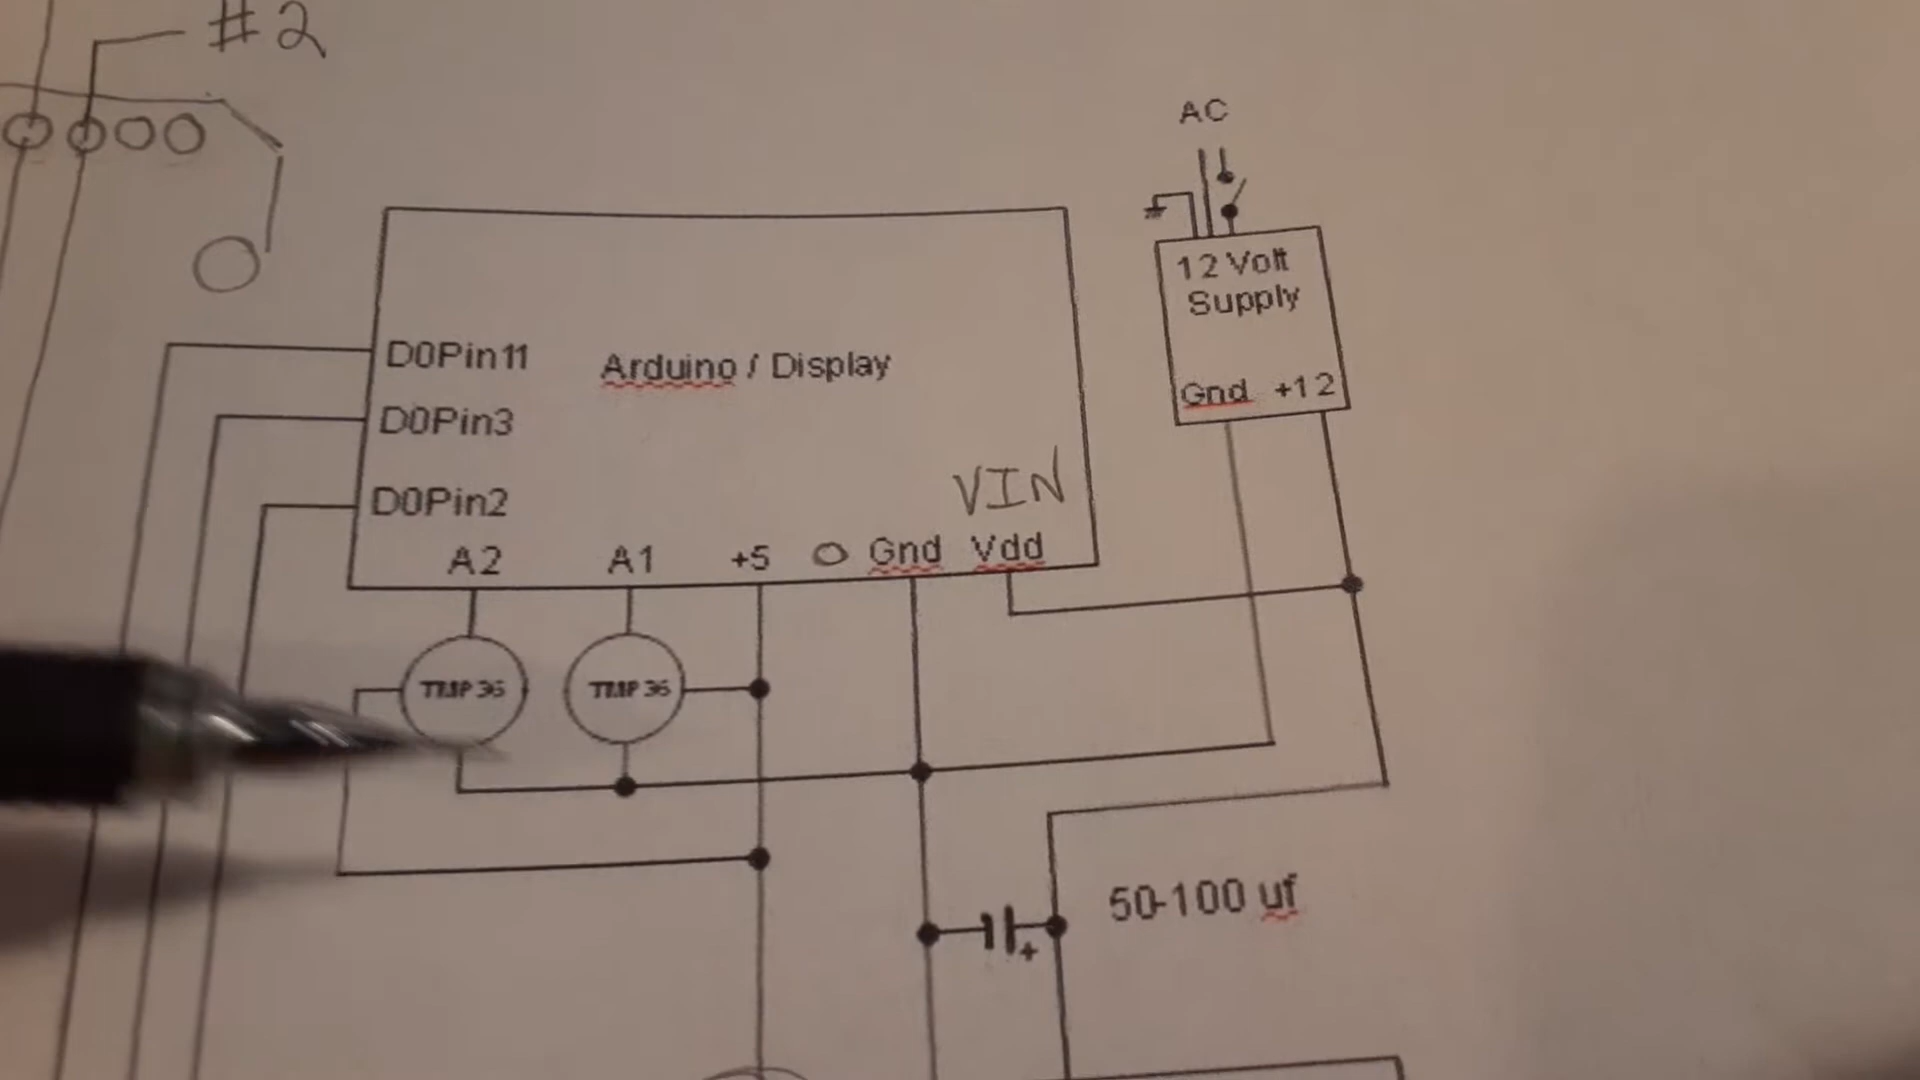 #2
AC
12 Volt
Supply
Gnd +12
D0Pin11
Arduino / Display
D0Pin3
VIN
D0Pin2
A2 A1 +5 Gnd Vdd
TMP 36 TMP 36
50-100 uf
+